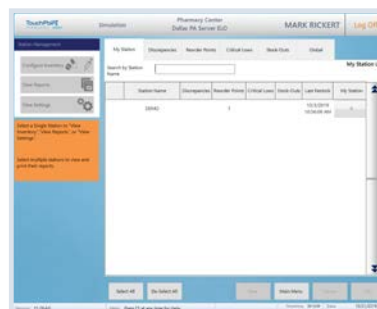 TouchPoint
Simulation
Pharmacy Center
Dallas PA Server ILO
MARK RICKERT
Log Off
Station Management
Configure Inventory
View Reports
View Settings
Select a Single Station to "View Inventory", "View Reports", or "View Settings".
Select multiple stations to view and print their reports.
My Station
Discrepancies
Reorder Points
Critical Lows
Stock Outs
Global
Search by Station Name
My Station
Station Name
Discrepancies
Reorder Points
Critical Lows
Stock Outs
Last Restock
My Station
DEMO
1
10/3/2019
Select All
De-Select All
Main Menu